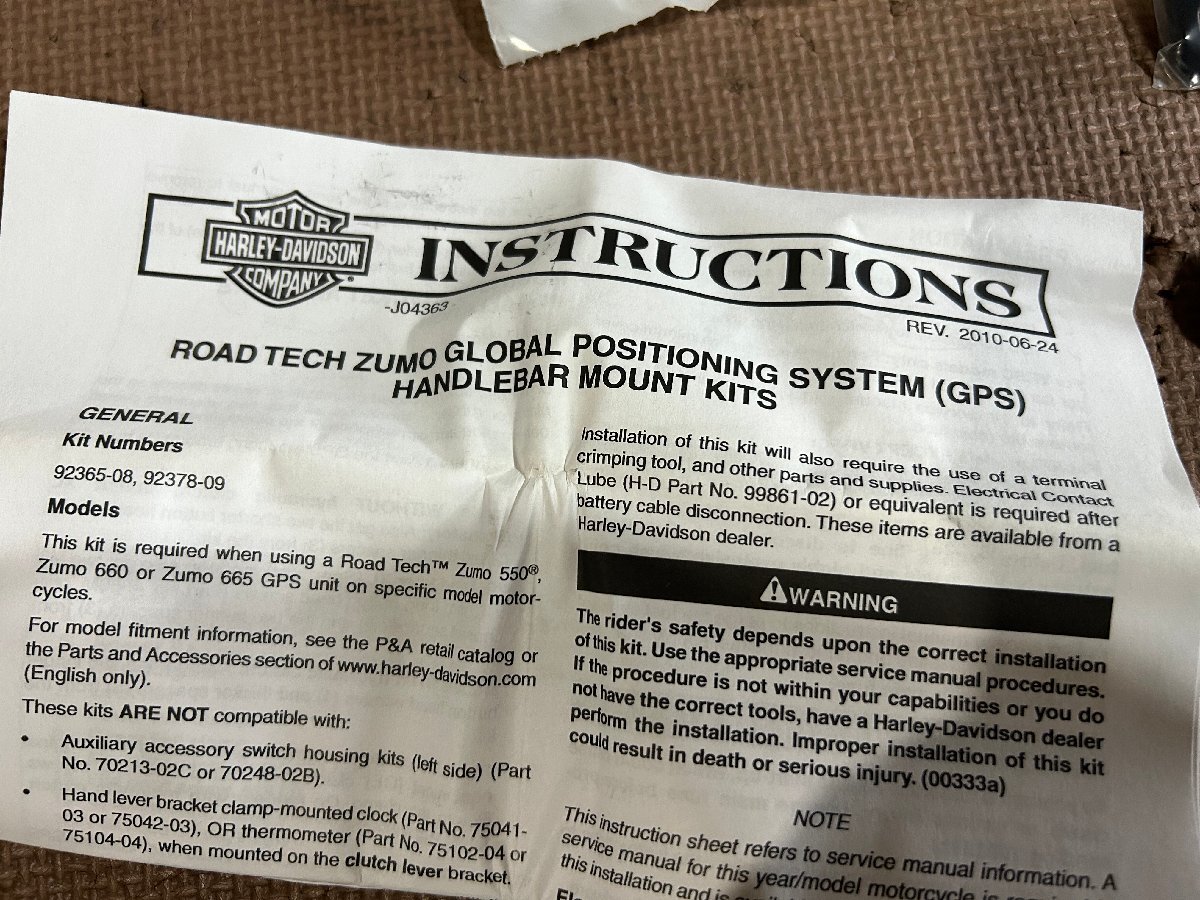 MOTOR
HARLEY-DAVIDSON
COMPANY
INSTRUCTIONS
-J04363
REV. 2010-06-24
ROAD TECH ZUMO GLOBAL POSITIONING SYSTEM (GPS)
HANDLEBAR MOUNT KITS
GENERAL
Kit Numbers
92365-08, 92378-09
Models
This kit is required when using a Road Tech™ Zumo 550®,
Zumo 660 or Zumo 665 GPS unit on specific model motor-
cycles.
For model fitment information, see the P&A retail catalog or
the Parts and Accessories section of www.harley-davidson.com
(English only).
These kits ARE NOT compatible with:
• Auxiliary accessory switch housing kits (left side) (Part
No. 70213-02C or 70248-02B).
• Hand lever bracket clamp-mounted clock (Part No. 75041-
03 or 75042-03), OR thermometer (Part No. 75102-04 or
75104-04), when mounted on the clutch lever bracket.
Installation of this kit will also require the use of a terminal
crimping tool, and other parts and supplies. Electrical Contact
Lube (H-D Part No. 99861-02) or equivalent is required after
battery cable disconnection. These items are available from a
Harley-Davidson dealer.
WARNING
The rider's safety depends upon the correct installation
of this kit. Use the appropriate service manual procedures.
If the procedure is not within your capabilities or you do
not have the correct tools, have a Harley-Davidson dealer
perform the installation. Improper installation of this kit
could result in death or serious injury. (00333a)
NOTE
This instruction sheet refers to service manual information. A
service manual for this year/model motorcycle is
this installation and is